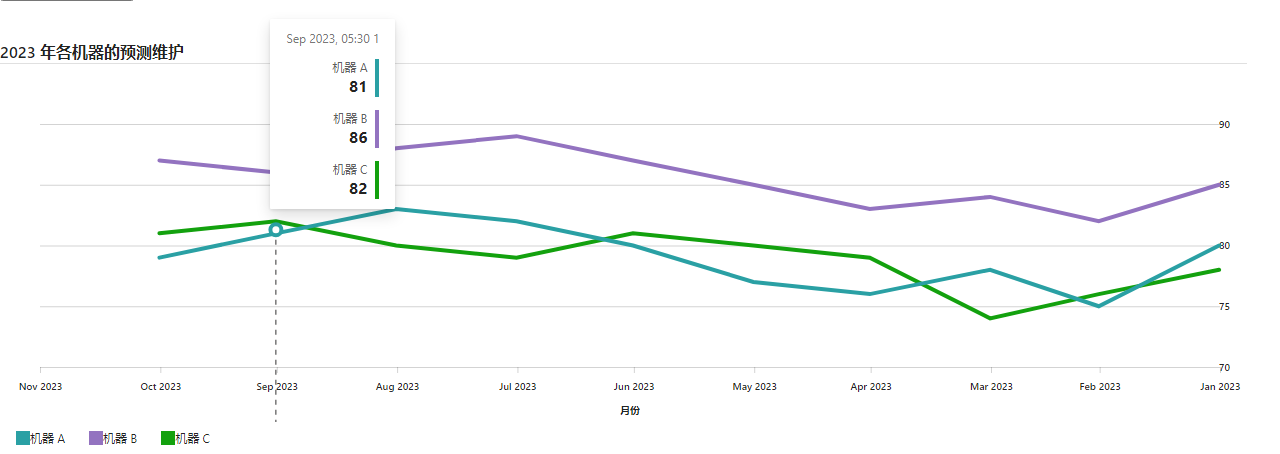 Sep 2023, 05:30 1
机器 A
81
机器 B
86
机器 C
82
2023 年各机器的预测维护
90
85
80
75
70
Nov 2023
Oct 2023
Sep 2023
Aug 2023
Jul 2023
Jun 2023
May 2023
Apr 2023
Mar 2023
Feb 2023
Jan 2023
月份
机器 A
机器 B
机器 C